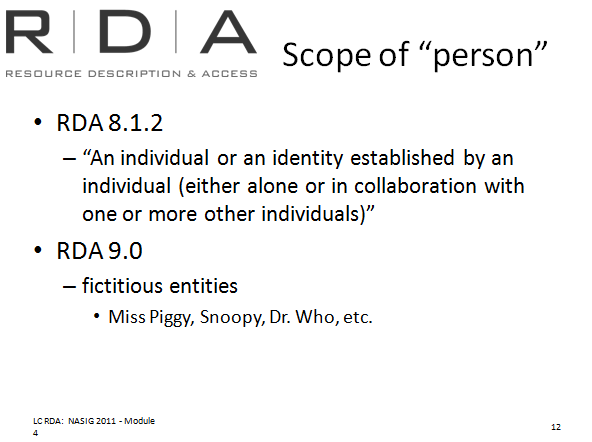 R | D | A
RESOURCE DESCRIPTION & ACCESS
Scope of “person”
• RDA 8.1.2
– “An individual or an identity established by an
individual (either alone or in collaboration with
one or more other individuals)”
• RDA 9.0
– fictitious entities
• Miss Piggy, Snoopy, Dr. Who, etc.
LC RDA: NASIG 2011 - Module
4
12